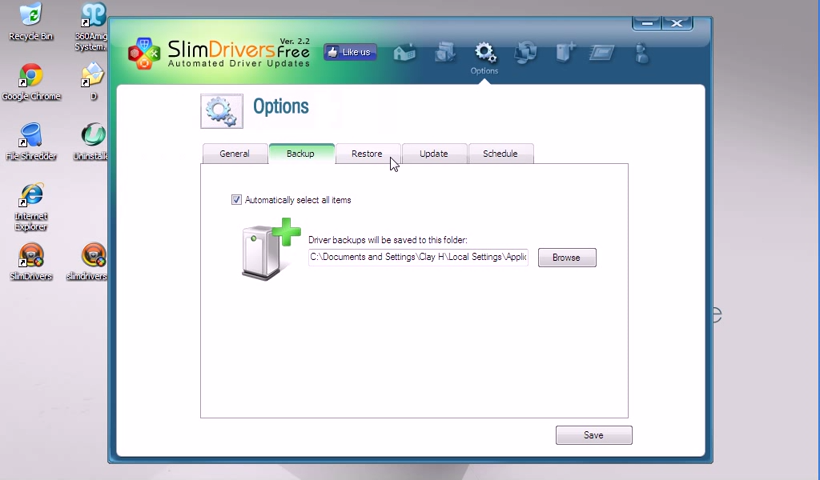 Recycle Bin
360Amig
System
Google Chrome
D
File Shredder
Uninstal
Internet
Explorer
SlimDrivers
slimdrivers
SlimDrivers Free
Ver. 2.2
Automated Driver Updates
Like us
Options
Options
General
Backup
Restore
Update
Schedule
Automatically select all items
Driver backups will be saved to this folder:
C:\Documents and Settings\Clay H\Local Settings\Applic
Browse
Save
e